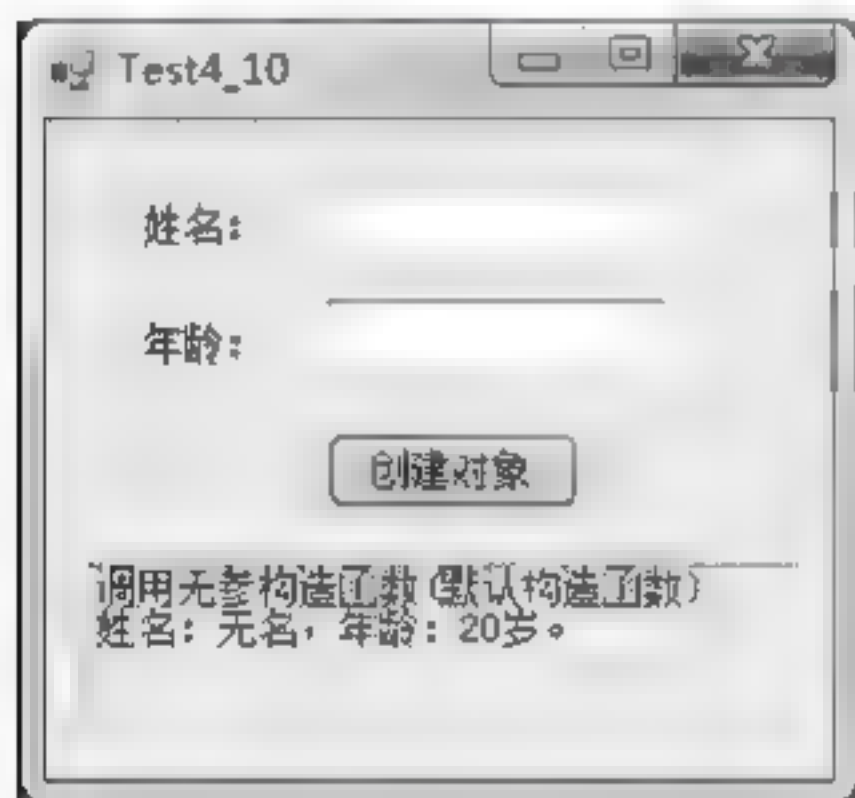 Test4_10
姓名：
年龄：
创建对象
调用无参构造函数（默认构造函数）
姓名：无名，年龄：20岁。